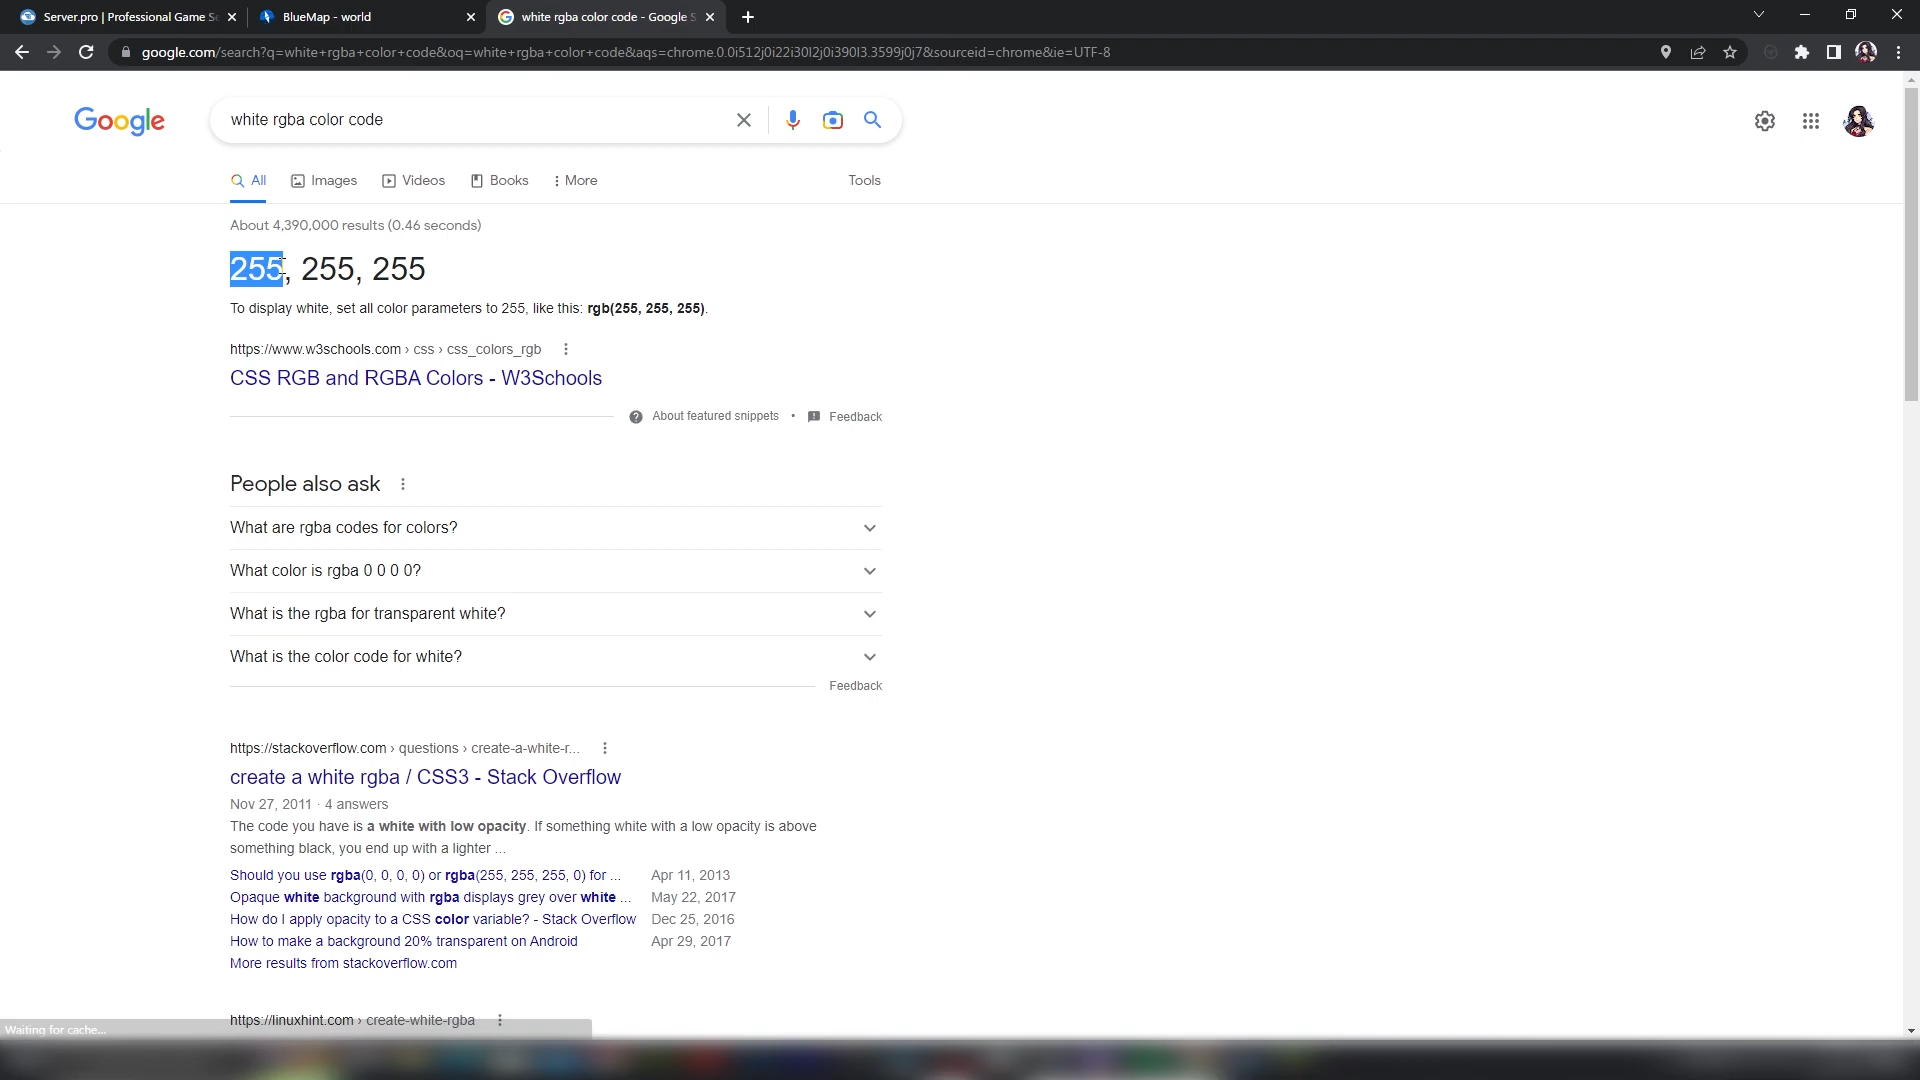 Server.pro | Professional Game Se
BlueMap - world
white rgba color code - Google S
google.com/search?q=white+rgba+color+code&oq=white+rgba+color+code&aqs=chrome.0.0i512j0i22i30l2j0i390l3.3599j0j7&sourceid=chrome&ie=UTF-8
Google
white rgba color code
All
Images
Videos
Books
More
Tools
About 4,390,000 results (0.46 seconds)
255, 255, 255
To display white, set all color parameters to 255, like this: rgb(255, 255, 255).
https://www.w3schools.com › css › css_colors_rgb
CSS RGB and RGBA Colors - W3Schools
About featured snippets • Feedback
People also ask
What are rgba codes for colors?
What color is rgba 0 0 0 0?
What is the rgba for transparent white?
What is the color code for white?
Feedback
https://stackoverflow.com › questions › create-a-white-r...
create a white rgba / CSS3 - Stack Overflow
Nov 27, 2011 · 4 answers
The code you have is a white with low opacity. If something white with a low opacity is above
something black, you end up with a lighter ...
Should you use rgba(0, 0, 0, 0) or rgba(255, 255, 255, 0) for ... Apr 11, 2013
Opaque white background with rgba displays grey over white ... May 22, 2017
How do I apply opacity to a CSS color variable? - Stack Overflow Dec 25, 2016
How to make a background 20% transparent on Android Apr 29, 2017
More results from stackoverflow.com
https://linuxhint.com › create-white-rgba
Waiting for cache...